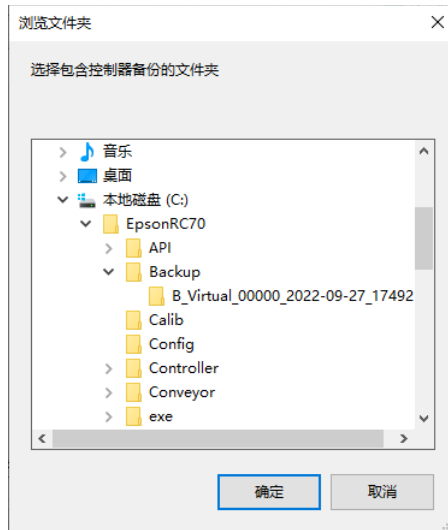 浏览文件夹
选择包含控制器备份的文件夹
音乐
桌面
本地磁盘 (C:)
EpsonRC70
API
Backup
B_Virtual_00000_2022-09-27_17492
Calib
Config
Controller
Conveyor
exe
确定
取消